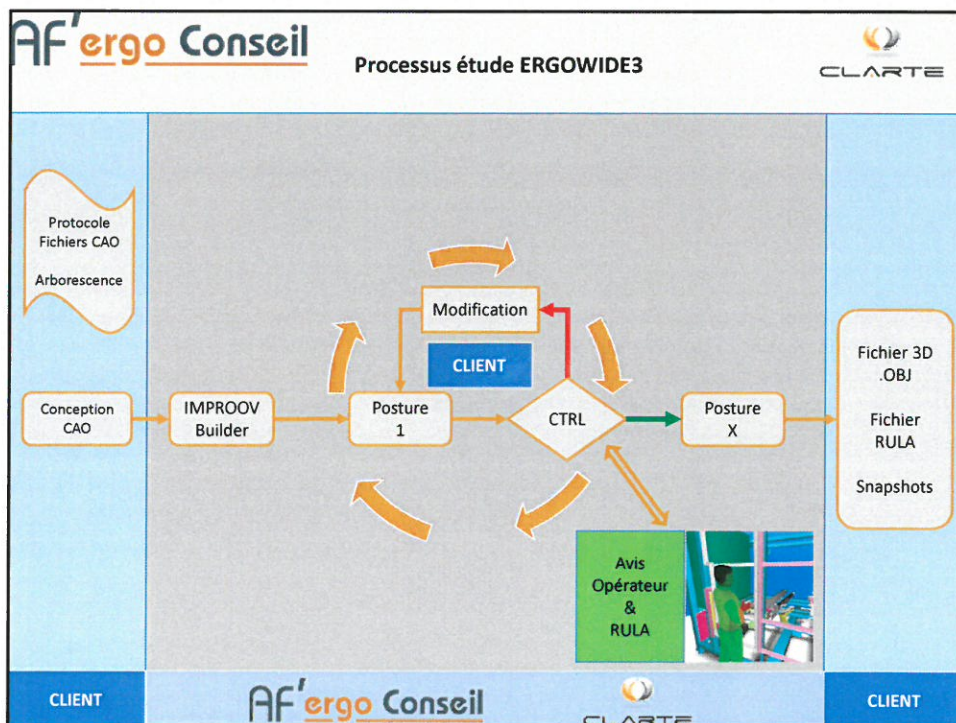 AF'ergo Conseil
Processus étude ERGOWIDE3
CLARTE
Protocole
Fichiers CAO
Arborescence
Modification
CLIENT
Conception
CAO
IMPROOV
Builder
Posture
1
CTRL
Posture
X
Fichier 3D
.OBJ
Fichier
RULA
Snapshots
Avis
Opérateur
&
RULA
CLIENT
AF'ergo Conseil
CLARTE
CLIENT